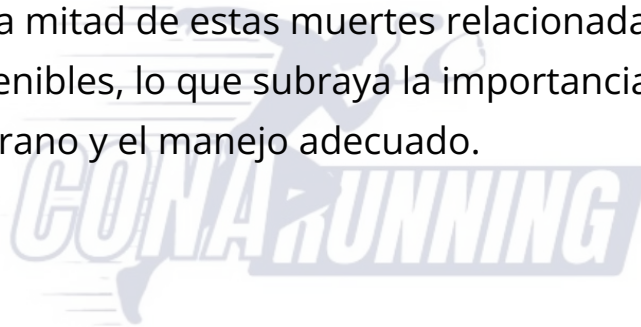 a mitad de estas muertes relacionada
enibles, lo que subraya la importancia
rano y el manejo adecuado.
CONARUNNING